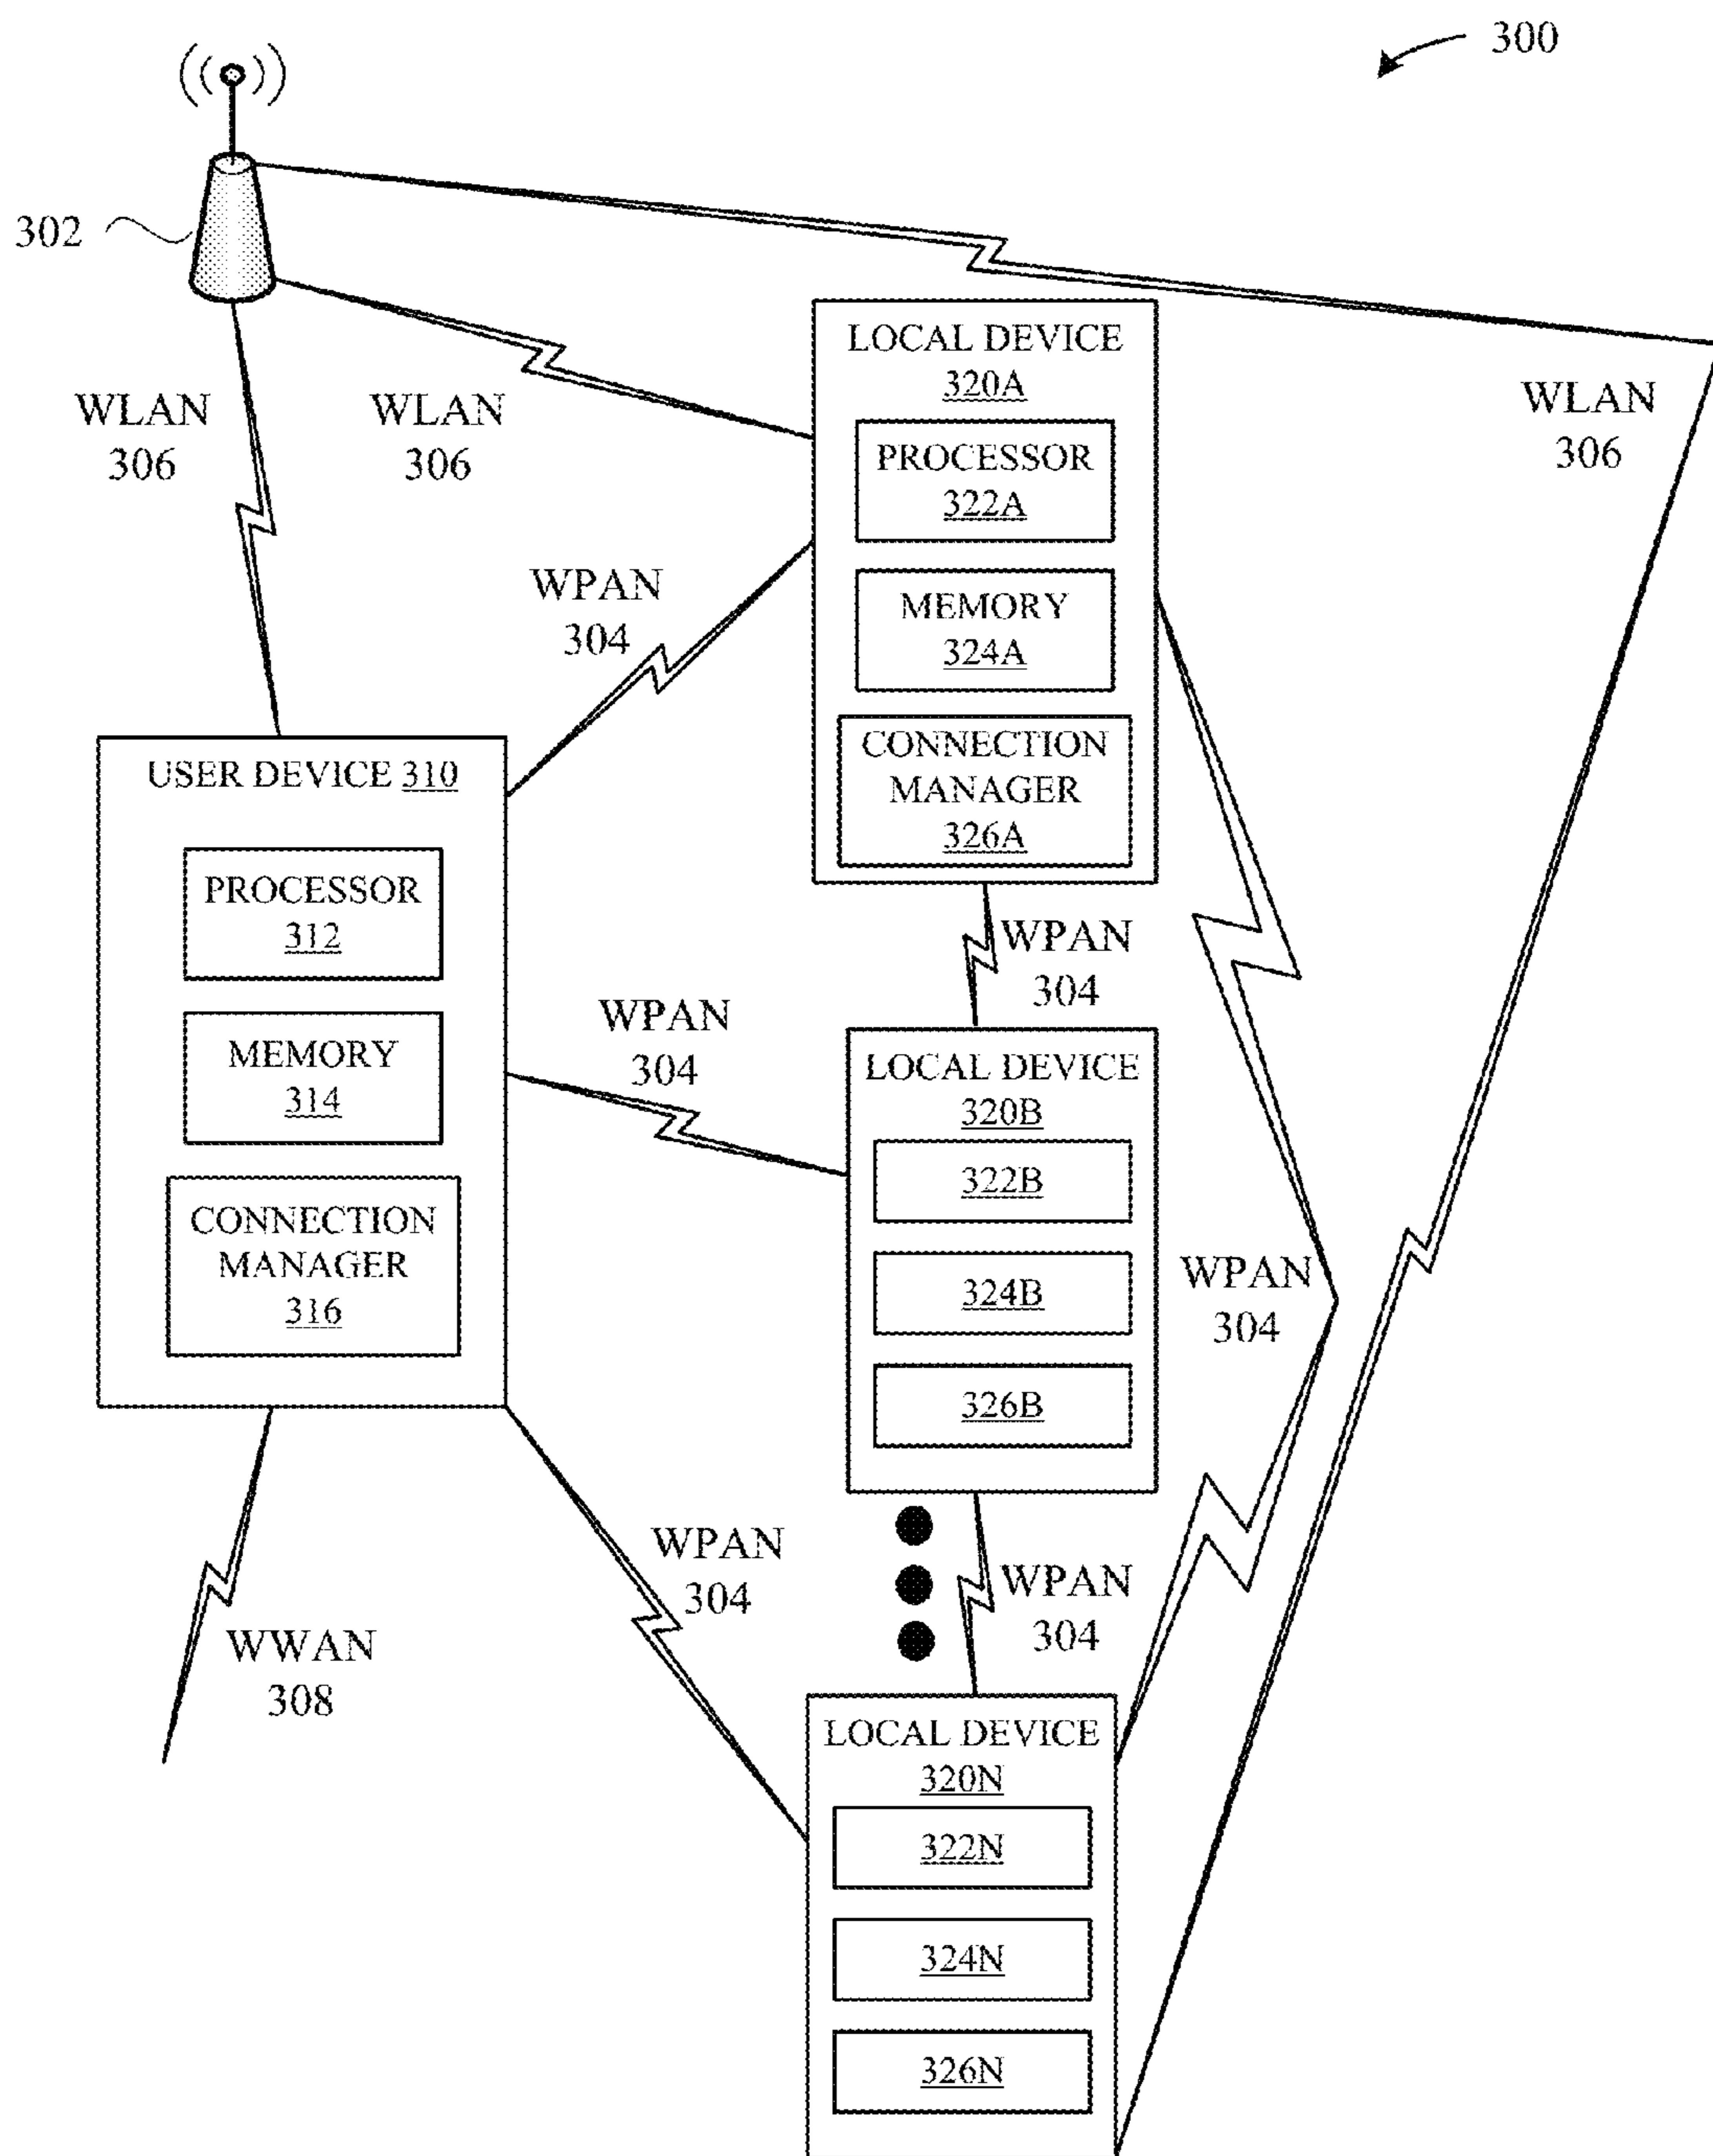 300
302
WLAN
306
WLAN
306
WLAN
306
LOCAL DEVICE
320A
PROCESSOR
322A
MEMORY
324A
CONNECTION
MANAGER
326A
WPAN
304
USER DEVICE 310
PROCESSOR
312
MEMORY
314
CONNECTION
MANAGER
316
WPAN
304
WPAN
304
LOCAL DEVICE
320B
322B
324B
326B
WPAN
304
WPAN
304
WPAN
304
WWAN
308
LOCAL DEVICE
320N
322N
324N
326N